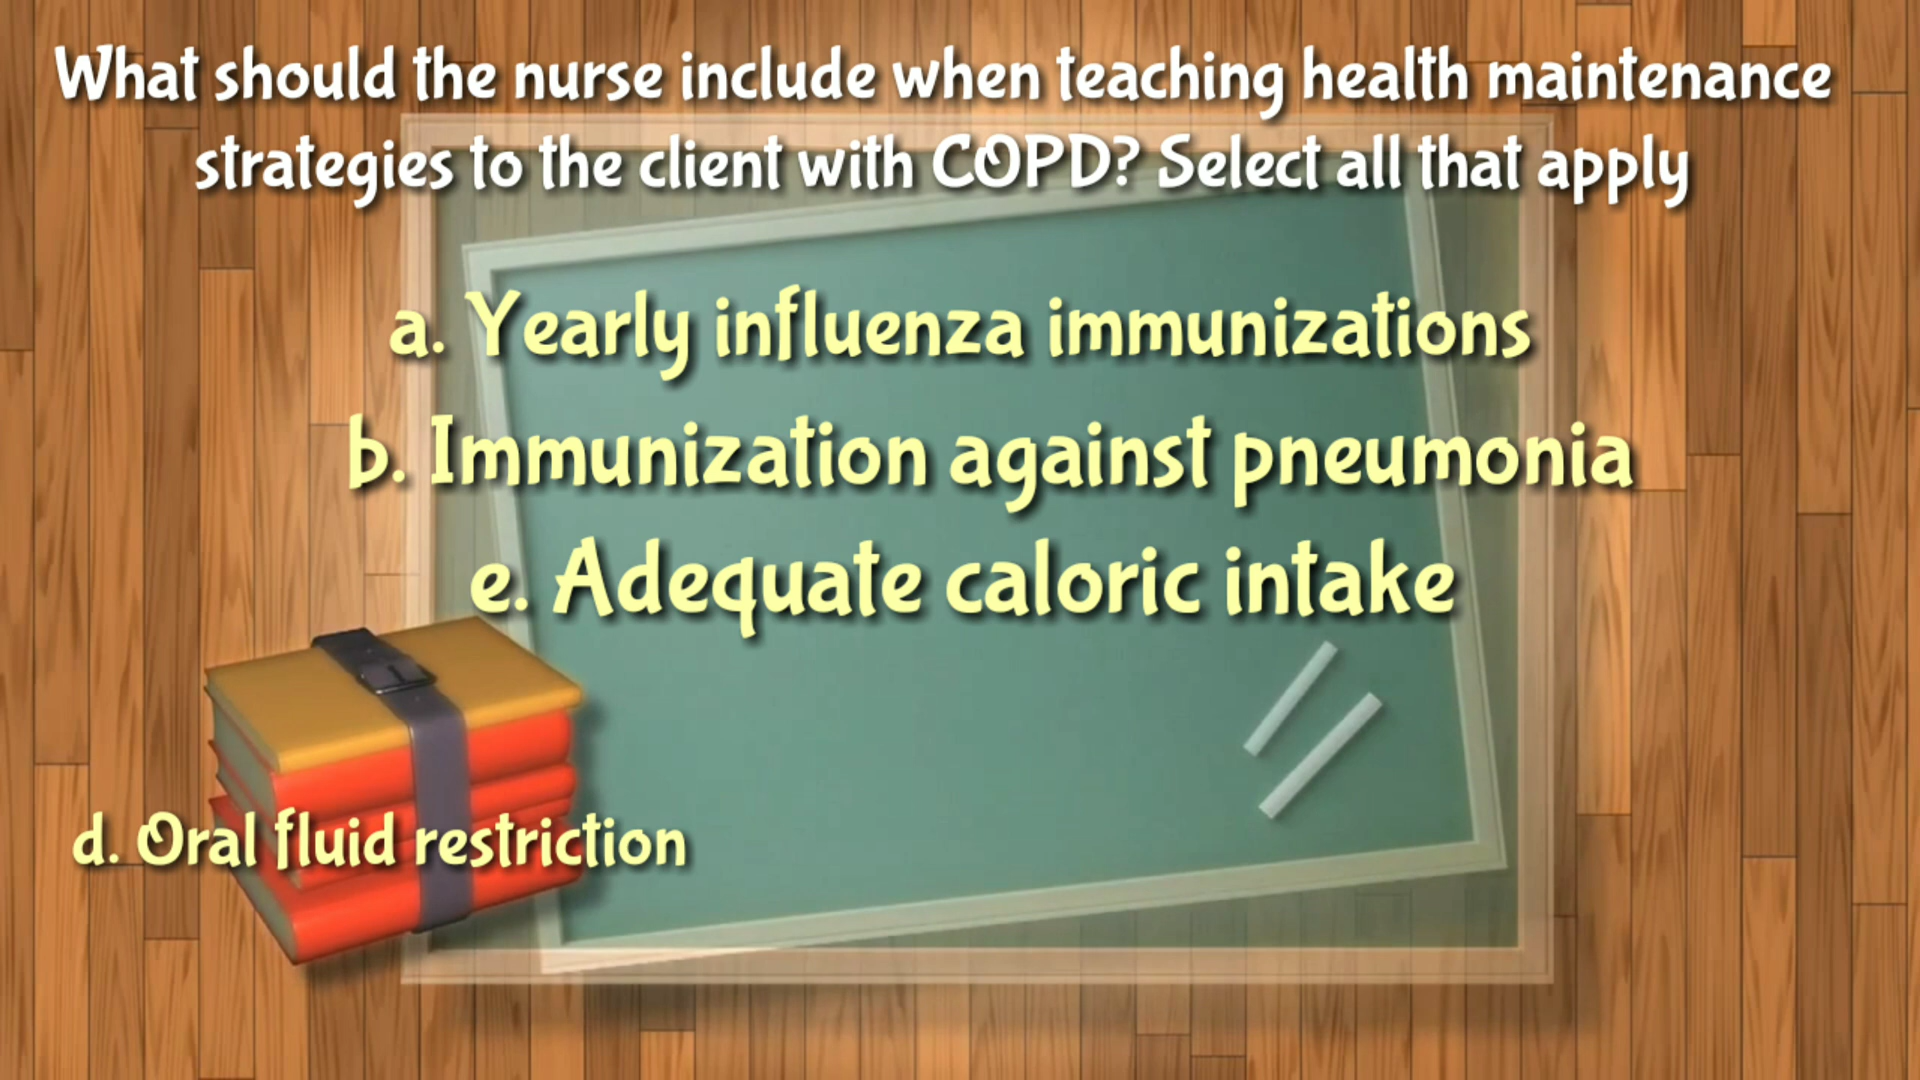 What should the nurse include when teaching health maintenance
strategies to the client with COPD? Select all that apply
a. Yearly influenza immunizations
b. Immunization against pneumonia
e. Adequate caloric intake
d. Oral fluid restriction